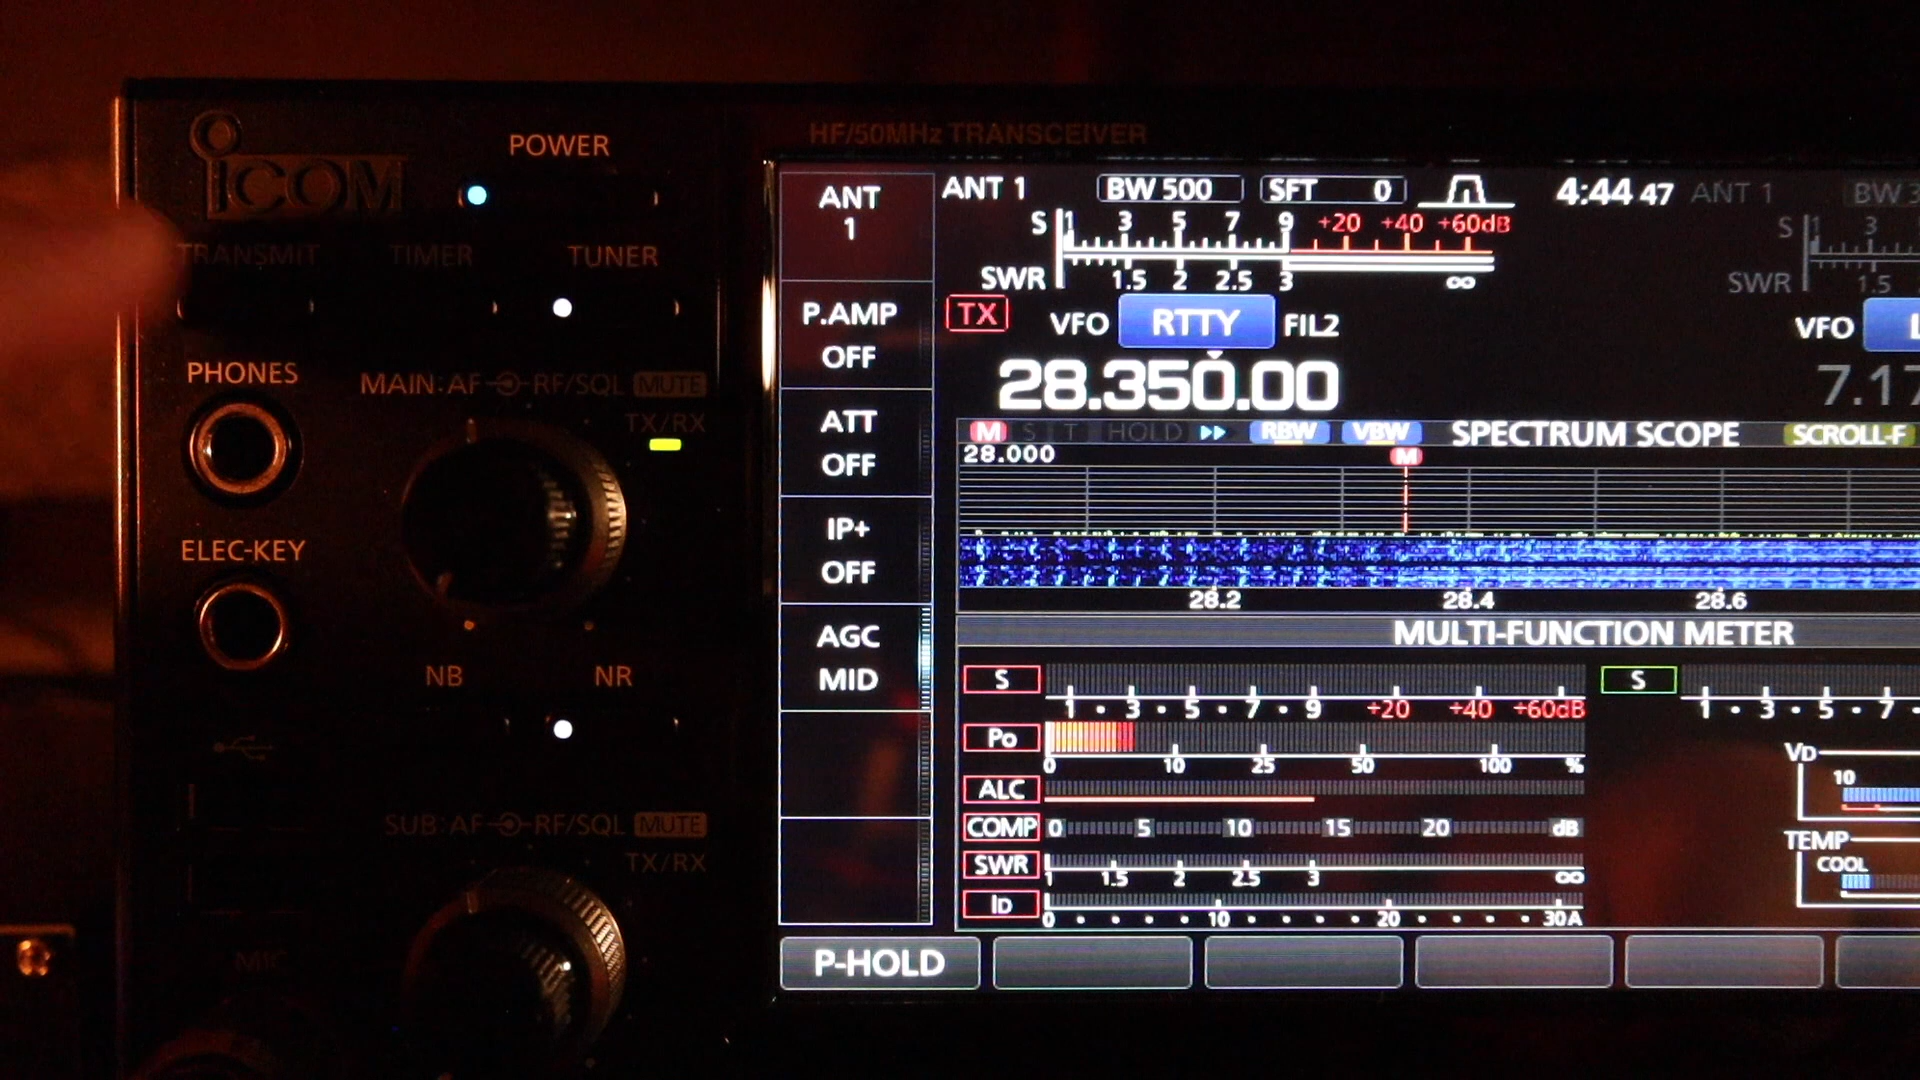 ICOM
POWER
TRANSMIT TIMER TUNER
PHONES
MAIN: AF RF/SQL MUTE
TX/RX
ELEC-KEY
NB NR
SUB: AF RF/SQL MUTE
TX/RX
MIC
HF/50MHz TRANSCEIVER
ANT
1
P.AMP
OFF
ATT
OFF
IP+
OFF
AGC
MID
ANT 1 BW 500 SFT 0 4:44 47 ANT 1 BW 3
S 1 3 5 7 9 +20 +40 +60dB S 1 3
SWR 1.5 2 2.5 3 ∞ SWR 1.5
TX VFO RTTY FIL2 VFO L
28.350.00 7.17
M S T HOLD RBW VBW SPECTRUM SCOPE SCROLL-F
28.000 M
28.2 28.4 28.6
MULTI-FUNCTION METER
S S
1 • 3 • 5 • 7 • 9 +20 +40 +60dB 1 • 3 • 5 • 7 •
Po VD
0 10 25 50 100 % 10
ALC
COMP 0 5 10 15 20 dB TEMP
SWR COOL
1 1.5 2 2.5 3 ∞
ID
0 10 20 30A
P-HOLD